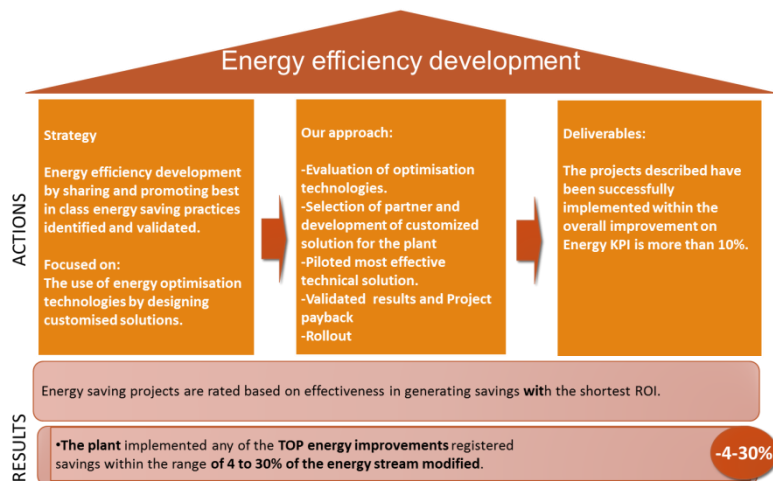 Energy efficiency development
ACTIONS
Strategy
Energy efficiency development
by sharing and promoting best
in class energy saving practices
identified and validated.
Focused on:
The use of energy optimisation
technologies by designing
customised solutions.
Our approach:
-Evaluation of optimisation
technologies.
-Selection of partner and
development of customized
solution for the plant
-Piloted most effective
technical solution.
-Validated results and Project
payback
-Rollout
Deliverables:
The projects described have
been successfully
implemented within the
overall improvement on
Energy KPI is more than 10%.
RESULTS
Energy saving projects are rated based on effectiveness in generating savings with the shortest ROI.
•The plant implemented any of the TOP energy improvements registered
savings within the range of 4 to 30% of the energy stream modified.
-4-30%